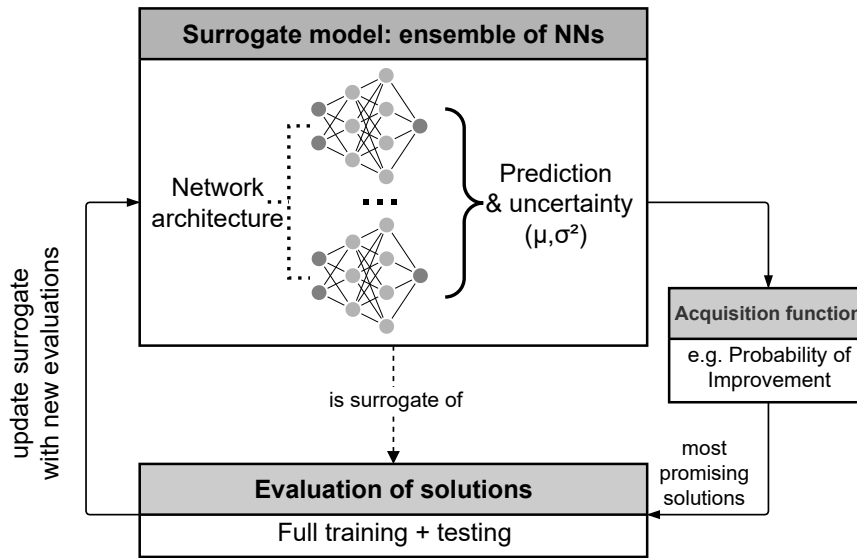 Surrogate model: ensemble of NNs
Network
architecture
...
Prediction
& uncertainty
(μ,σ²)
Acquisition function
e.g. Probability of
Improvement
update surrogate
with new evaluations
is surrogate of
most
promising
solutions
Evaluation of solutions
Full training + testing